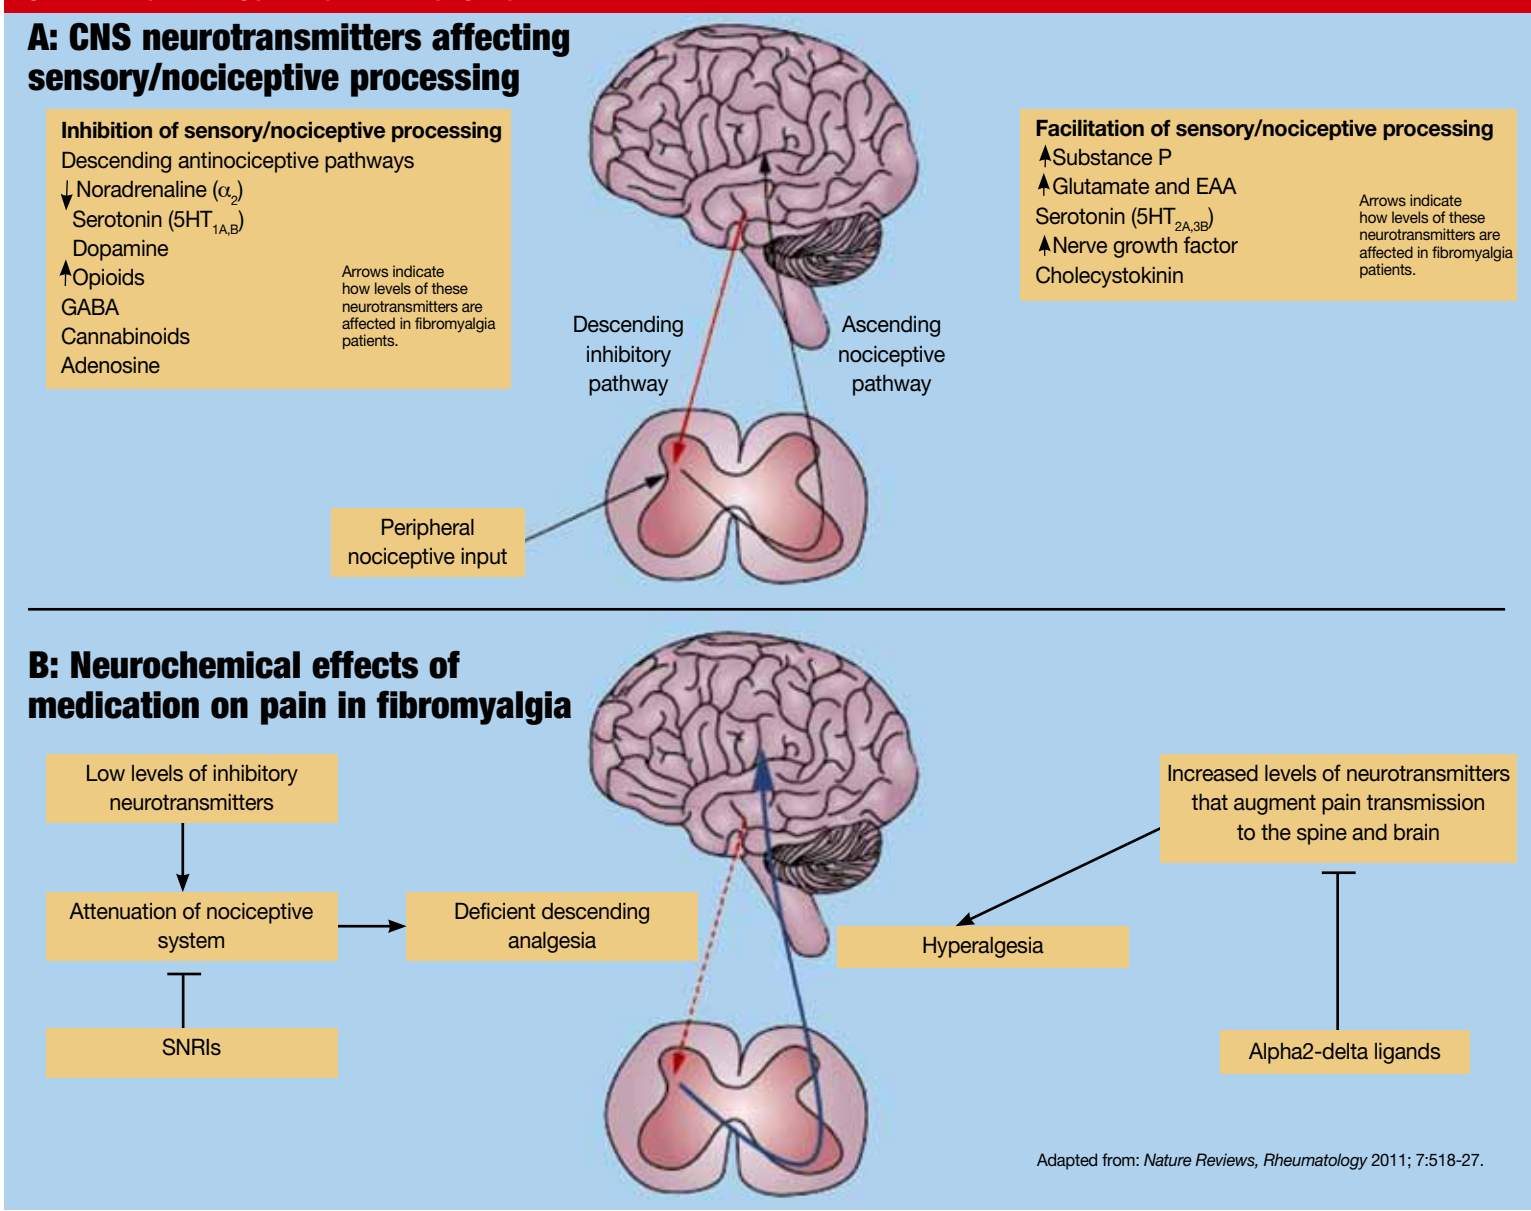 A: CNS neurotransmitters affecting
sensory/nociceptive processing
Inhibition of sensory/nociceptive processing
Descending antinociceptive pathways
↓ Noradrenaline (α₂)
Serotonin (5HT₁A,B)
Dopamine
↑Opioids
GABA
Cannabinoids
Adenosine
Arrows indicate
how levels of these
neurotransmitters are
affected in fibromyalgia
patients.
Facilitation of sensory/nociceptive processing
↑Substance P
↑Glutamate and EAA
Serotonin (5HT₂A,3B)
↑Nerve growth factor
Cholecystokinin
Arrows indicate
how levels of these
neurotransmitters are
affected in fibromyalgia
patients.
Descending
inhibitory
pathway
Ascending
nociceptive
pathway
Peripheral
nociceptive input
B: Neurochemical effects of
medication on pain in fibromyalgia
Low levels of inhibitory
neurotransmitters
Attenuation of nociceptive
system
SNRIs
Deficient descending
analgesia
Increased levels of neurotransmitters
that augment pain transmission
to the spine and brain
Hyperalgesia
Alpha2-delta ligands
Adapted from: Nature Reviews, Rheumatology 2011; 7:518-27.